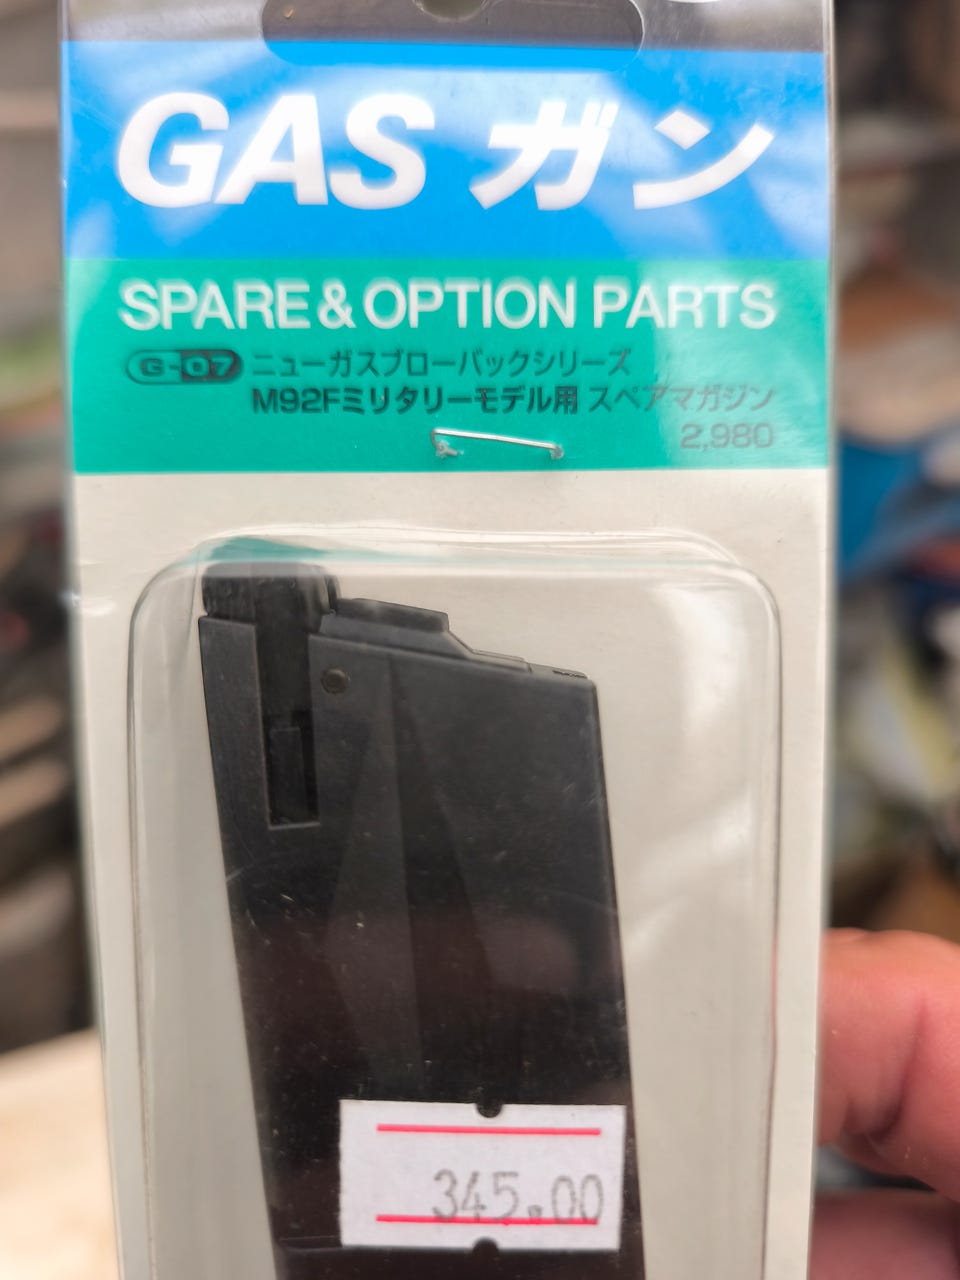 GAS ガン
SPARE & OPTION PARTS
G-07 ニューガスブローバックシリーズ
M92Fミリタリーモデル用 スペアマガジン
2,980
345.00